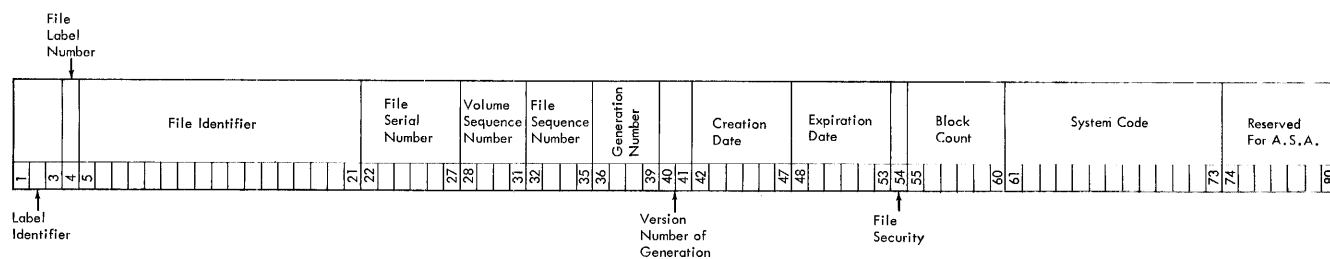 File
Label
Number
File Identifier
File
Serial
Number
Volume
Sequence
Number
File
Sequence
Number
Generation
Number
Creation
Date
Expiration
Date
Block
Count
System Code
Reserved
For A.S.A.
1 3 4 5 21 22 27 28 31 32 35 36 39 40 41 42 47 48 53 54 55 60 61 73 74 80
Label
Identifier
Version
Number of
Generation
File
Security